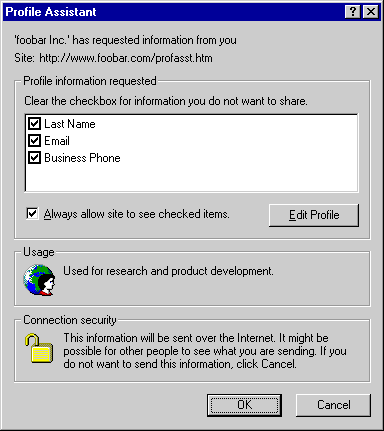 Profile Assistant
'foobar Inc.' has requested information from you
Site: http://www.foobar.com/profasst.htm
Profile information requested
Clear the checkbox for information you do not want to share.
Last Name
Email
Business Phone
Always allow site to see checked items.
Edit Profile
Usage
Used for research and product development.
Connection security
This information will be sent over the Internet. It might be
possible for other people to see what you are sending. If you
do not want to send this information, click Cancel.
OK
Cancel